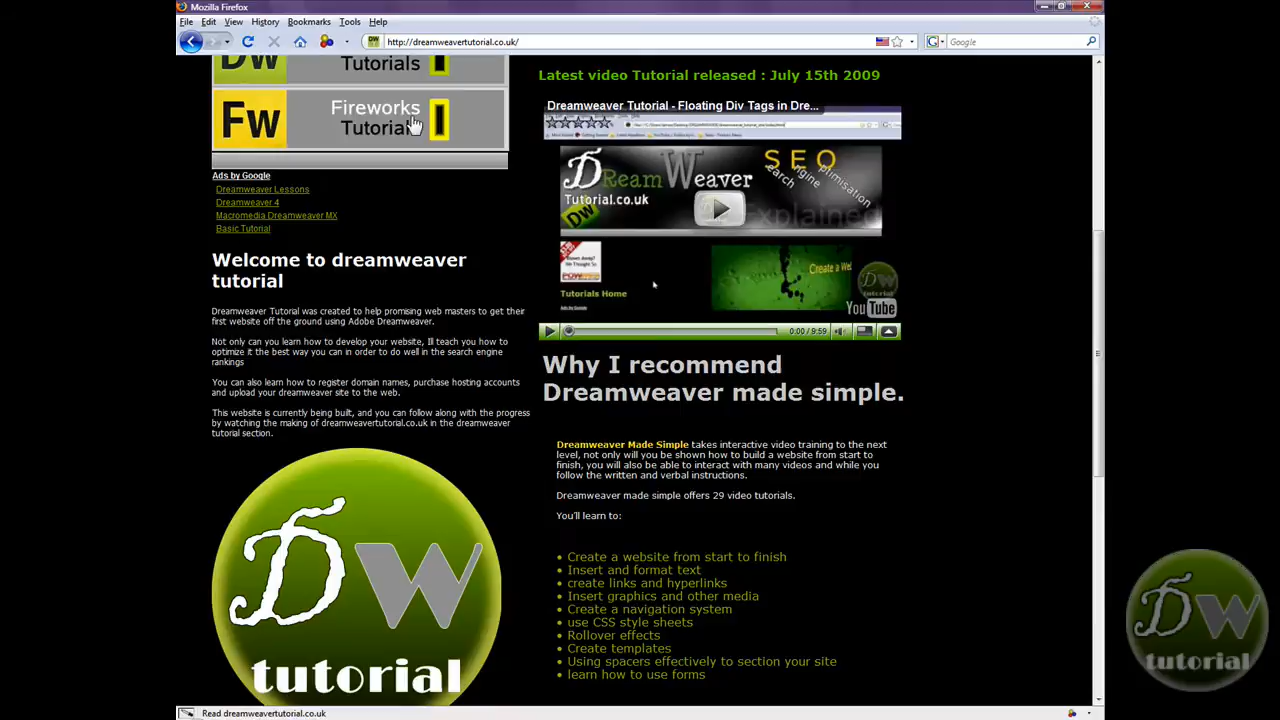 Mozilla Firefox
File Edit View History Bookmarks Tools Help
http://dreamweavertutorial.co.uk/
Google
Dw
Tutorials
Fw
Fireworks
Tutorial
Ads by Google
Dreamweaver Lessons
Dreamweaver 4
Macromedia Dreamweaver MX
Basic Tutorial
Welcome to dreamweaver
tutorial
Dreamweaver Tutorial was created to help promising web masters to get their
first website off the ground using Adobe Dreamweaver.
Not only can you learn how to develop your website, Ill teach you how to
optimize it the best way you can in order to do well in the search engine
rankings
You can also learn how to register domain names, purchase hosting accounts
and upload your dreamweaver site to the web.
This website is currently being built, and you can follow along with the progress
by watching the making of dreamweavertutorial.co.uk in the dreamweaver
tutorial section.
DW
tutorial
Latest video Tutorial released : July 15th 2009
Dreamweaver Tutorial - Floating Div Tags in Dre...
DreamWeaver
Tutorial.co.uk
Dw
SEO
earch
ngine
ptimisation
explained
Tutorials Home
Create a Wel
tutorial
YouTube
0:00 / 9:59
Why I recommend
Dreamweaver made simple.
Dreamweaver Made Simple takes interactive video training to the next
level, not only will you be shown how to build a website from start to
finish, you will also be able to interact with many videos and while you
follow the written and verbal instructions.
Dreamweaver made simple offers 29 video tutorials.
You'll learn to:
Create a website from start to finish
Insert and format text
create links and hyperlinks
Insert graphics and other media
Create a navigation system
use CSS style sheets
Rollover effects
Create templates
Using spacers effectively to section your site
learn how to use forms
Read dreamweavertutorial.co.uk
DW
tutorial